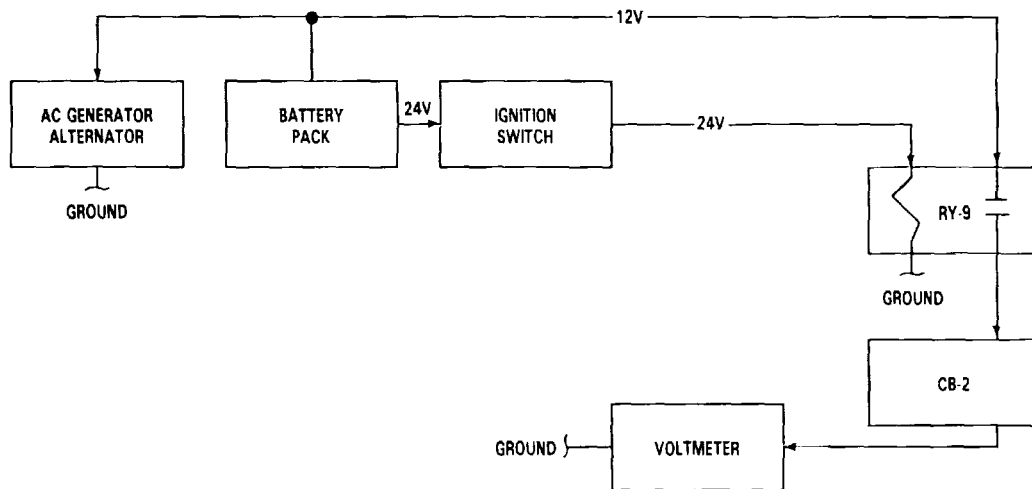 12V
AC GENERATOR
ALTERNATOR
BATTERY
PACK
24V
IGNITION
SWITCH
24V
GROUND
RY-9
GROUND
CB-2
GROUND
VOLTMETER